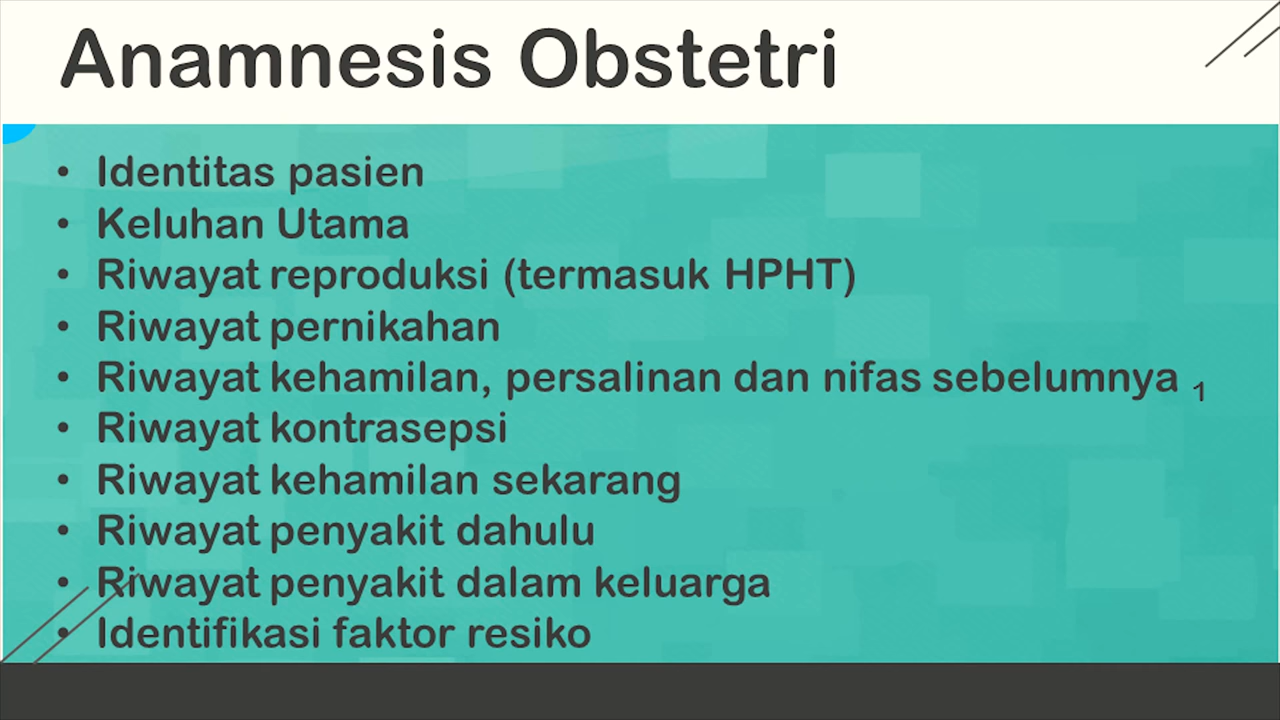 Anamnesis Obstetri
• Identitas pasien
• Keluhan Utama
• Riwayat reproduksi (termasuk HPHT)
• Riwayat pernikahan
• Riwayat kehamilan, persalinan dan nifas sebelumnya 1
• Riwayat kontrasepsi
• Riwayat kehamilan sekarang
• Riwayat penyakit dahulu
• Riwayat penyakit dalam keluarga
• Identifikasi faktor resiko